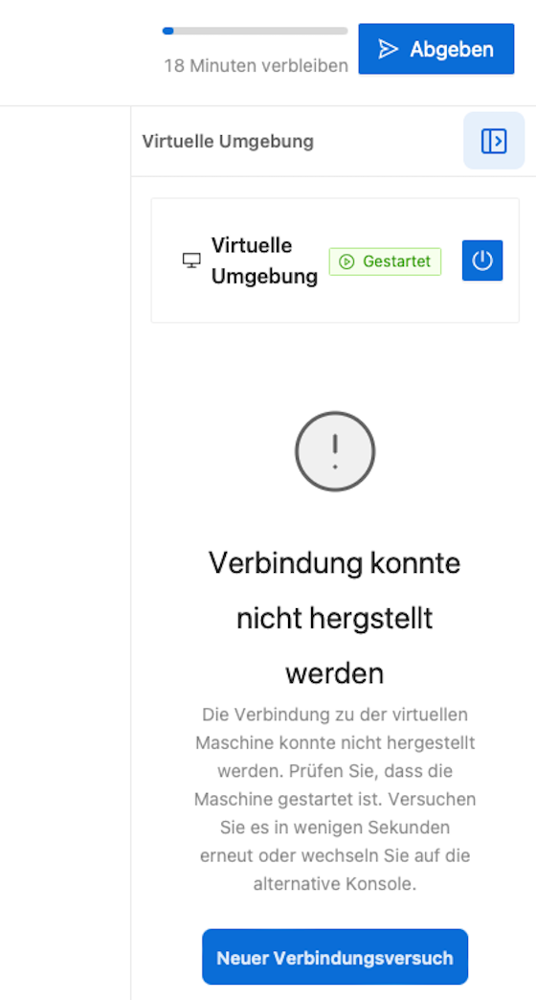 18 Minuten verbleiben
Abgeben
Virtuelle Umgebung
Virtuelle
Umgebung
Gestartet
Verbindung konnte
nicht hergstellt
werden
Die Verbindung zu der virtuellen
Maschine konnte nicht hergestellt
werden. Prüfen Sie, dass die
Maschine gestartet ist. Versuchen
Sie es in wenigen Sekunden
erneut oder wechseln Sie auf die
alternative Konsole.
Neuer Verbindungsversuch